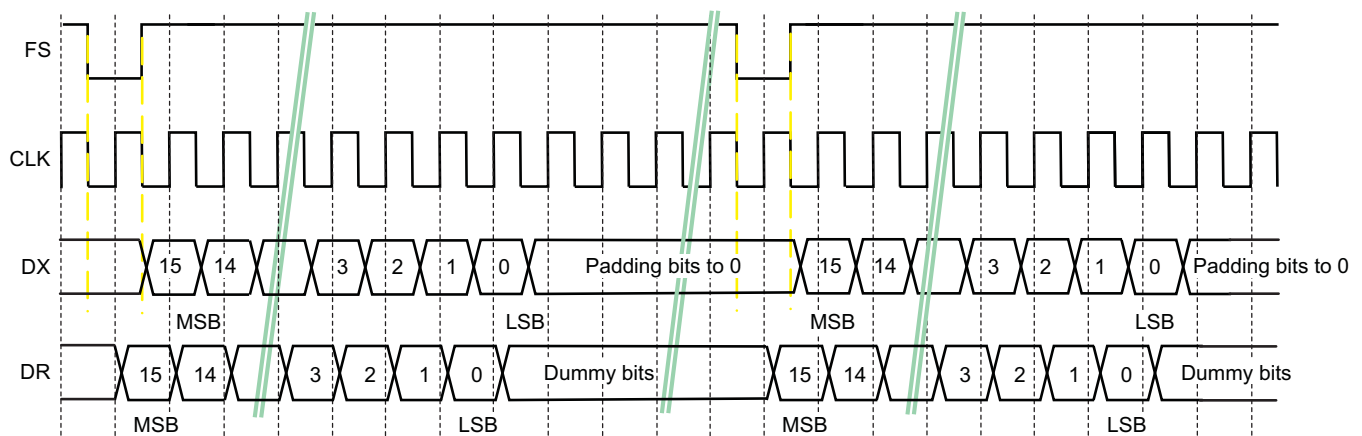 FS
CLK
DX 15 14 3 2 1 0 Padding bits to 0 15 14 3 2 1 0 Padding bits to 0
MSB LSB MSB LSB
DR 15 14 3 2 1 0 Dummy bits 15 14 3 2 1 0 Dummy bits
MSB LSB MSB LSB